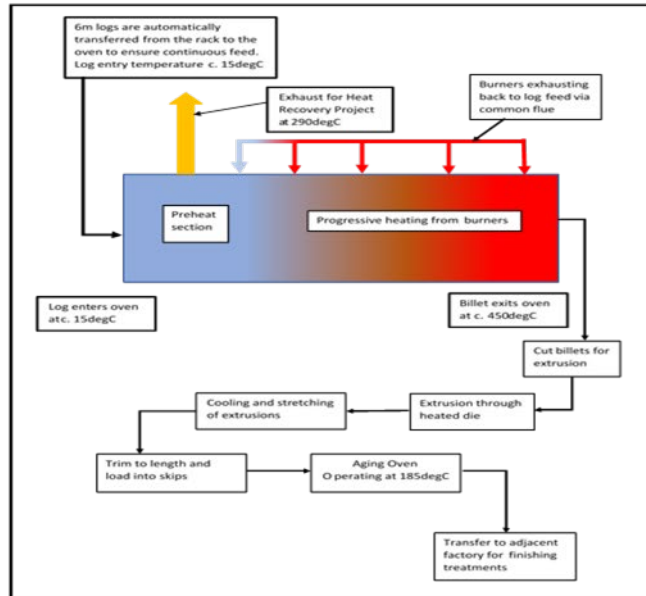 6m logs are automatically
transferred from the rack to the
oven to ensure continuous feed.
Log entry temperature c. 15degC
Exhaust for Heat
Recovery Project
at 290degC
Burners exhausting
back to log feed via
common flue
Preheat
section
Progressive heating from burners
Log enters oven
at c. 15degC
Billet exits oven
at c. 450degC
Cut billets for
extrusion
Extrusion through
heated die
Cooling and stretching
of extrusions
Trim to length and
load into skips
Aging Oven
O perating at 185degC
Transfer to adjacent
factory for finishing
treatments